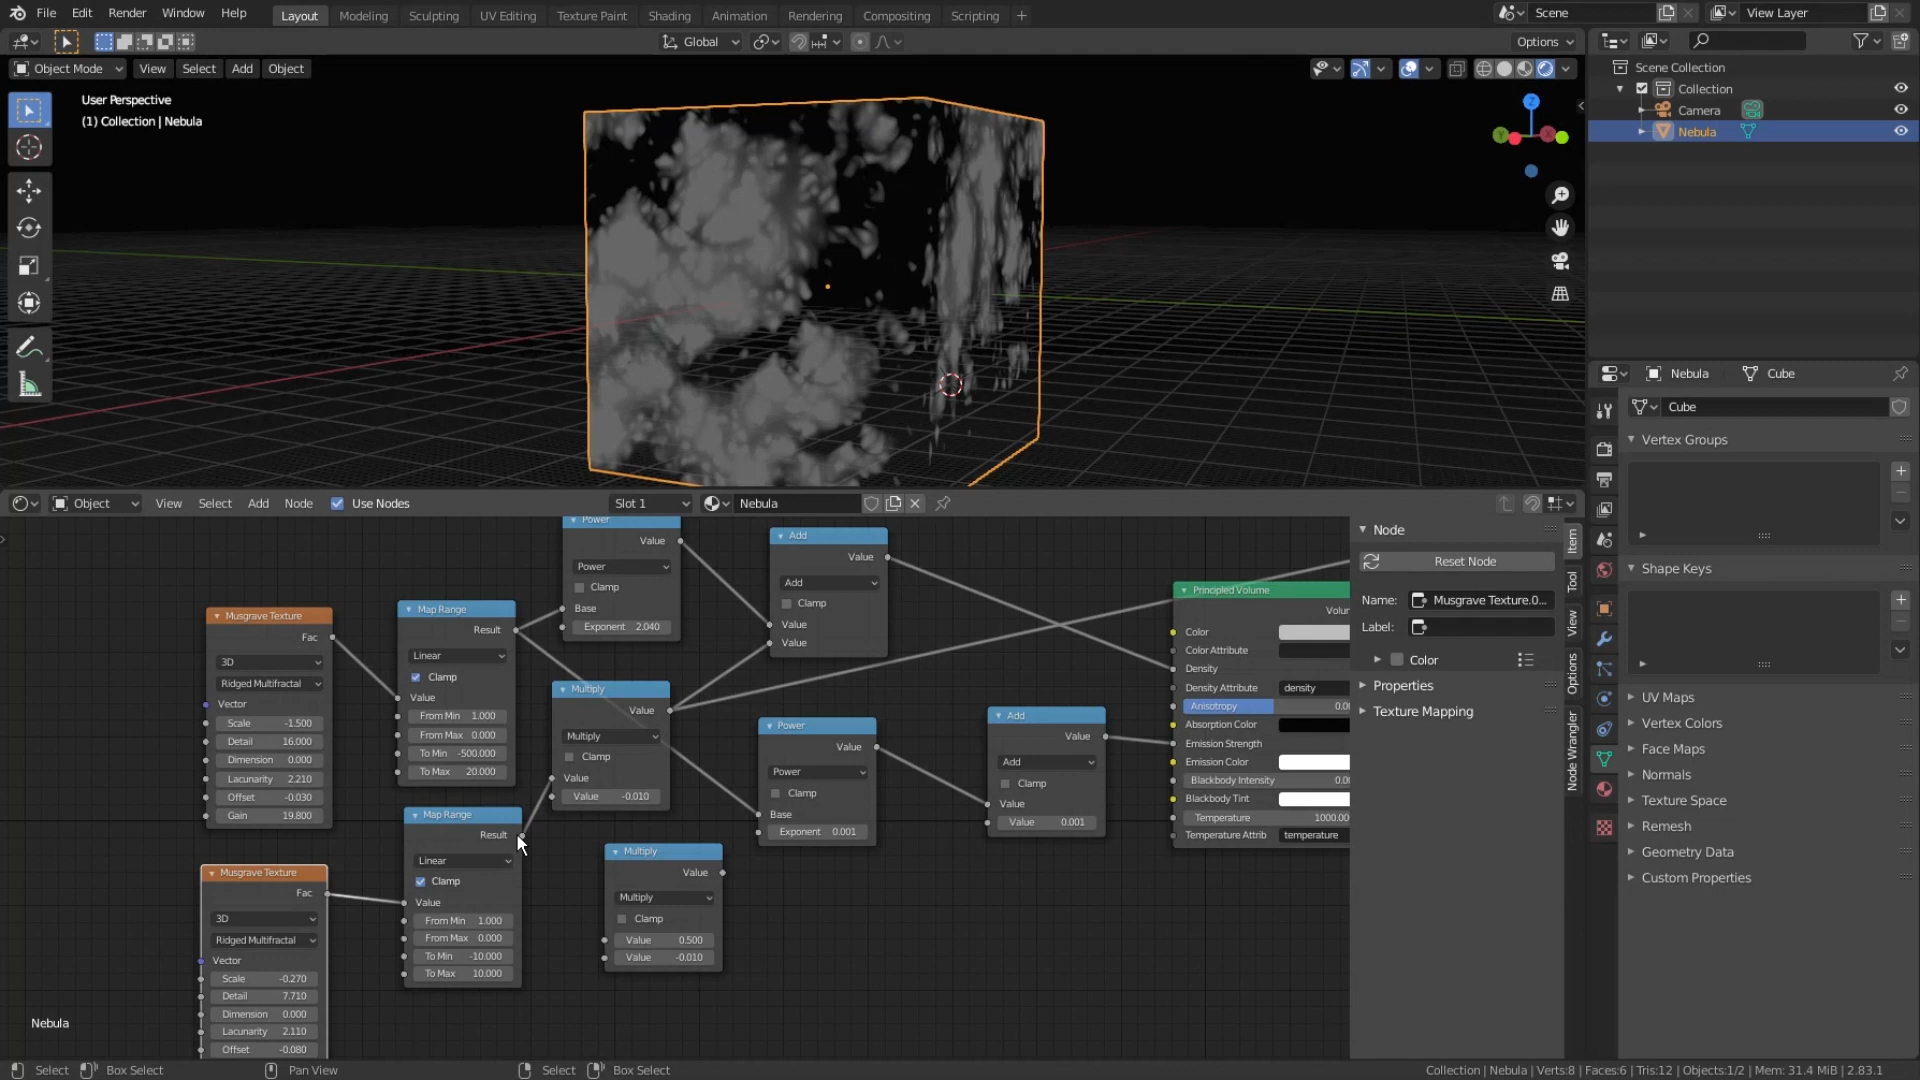 File Edit Render Window Help Layout Modeling Sculpting UV Editing Texture Paint Shading Animation Rendering Compositing Scripting + Scene View Layer
Global Options
Object Mode View Select Add Object
User Perspective
(1) Collection | Nebula
Z
Y
X
Scene Collection
Collection
Camera
Nebula
Nebula Cube
Cube
Vertex Groups
Shape Keys
UV Maps
Vertex Colors
Face Maps
Normals
Texture Space
Remesh
Geometry Data
Custom Properties
Object View Select Add Node Use Nodes Slot 1 Nebula
Power
Value
Power
Clamp
Base
Exponent 2.040
Add
Value
Add
Clamp
Value
Value
Musgrave Texture
Fac
3D
Ridged Multifractal
Vector
Scale -1.500
Detail 16.000
Dimension 0.000
Lacunarity 2.210
Offset -0.030
Gain 19.800
Map Range
Result
Linear
Clamp
Value
From Min 1.000
From Max 0.000
To Min -500.000
To Max 20.000
Multiply
Value
Multiply
Clamp
Value
Value -0.010
Power
Value
Power
Clamp
Base
Exponent 0.001
Add
Value
Add
Clamp
Value
Value 0.001
Principled Volume
Volur
Color
Color Attribute
Density
Density Attribute density
Anisotropy 0.00
Absorption Color
Emission Strength
Emission Color
Blackbody Intensity 0.00
Blackbody Tint
Temperature 1000.00
Temperature Attrib temperature
Map Range
Result
Linear
Clamp
Value
From Min 1.000
From Max 0.000
To Min -10.000
To Max 10.000
Multiply
Value
Multiply
Clamp
Value 0.500
Value -0.010
Musgrave Texture
Fac
3D
Ridged Multifractal
Vector
Scale -0.270
Detail 7.710
Dimension 0.000
Lacunarity 2.110
Offset -0.080
Nebula
Node
Reset Node
Name: Musgrave Texture.0...
Label:
Color
Properties
Texture Mapping
Item
Tool
View
Options
Node Wrangler
Select Box Select Pan View Select Box Select Collection | Nebula | Verts:8 | Faces:6 | Tris:12 | Objects:1/2 | Mem: 31.4 MiB | 2.83.1